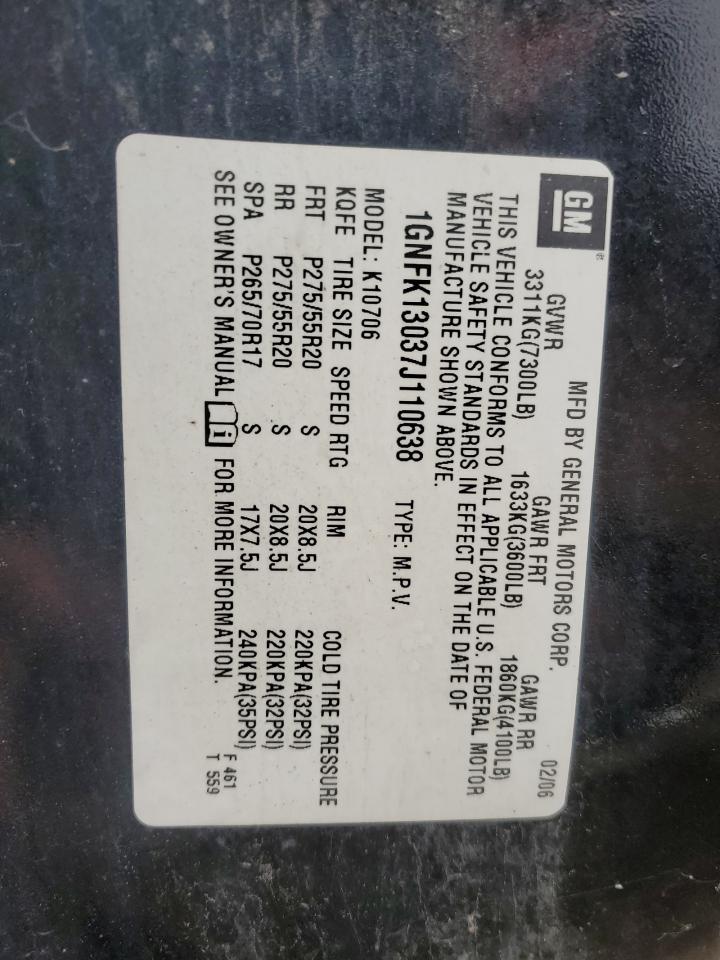 GM ®
MFD BY GENERAL MOTORS CORP. 02/06
GVWR GAWR FRT GAWR RR
3311KG(7300LB) 1633KG(3600LB) 1860KG(4100LB)
THIS VEHICLE CONFORMS TO ALL APPLICABLE U.S. FEDERAL MOTOR
VEHICLE SAFETY STANDARDS IN EFFECT ON THE DATE OF
MANUFACTURE SHOWN ABOVE.
1GNFK13037J110638 TYPE: M.P.V.
MODEL: K10706
KQFE TIRE SIZE SPEED RTG RIM COLD TIRE PRESSURE
FRT P275/55R20 S 20X8.5J 220KPA(32PSI)
RR P275/55R20 S 20X8.5J 220KPA(32PSI)
SPA P265/70R17 S 17X7.5J 240KPA(35PSI)
SEE OWNER'S MANUAL i FOR MORE INFORMATION.
F 461
T 559